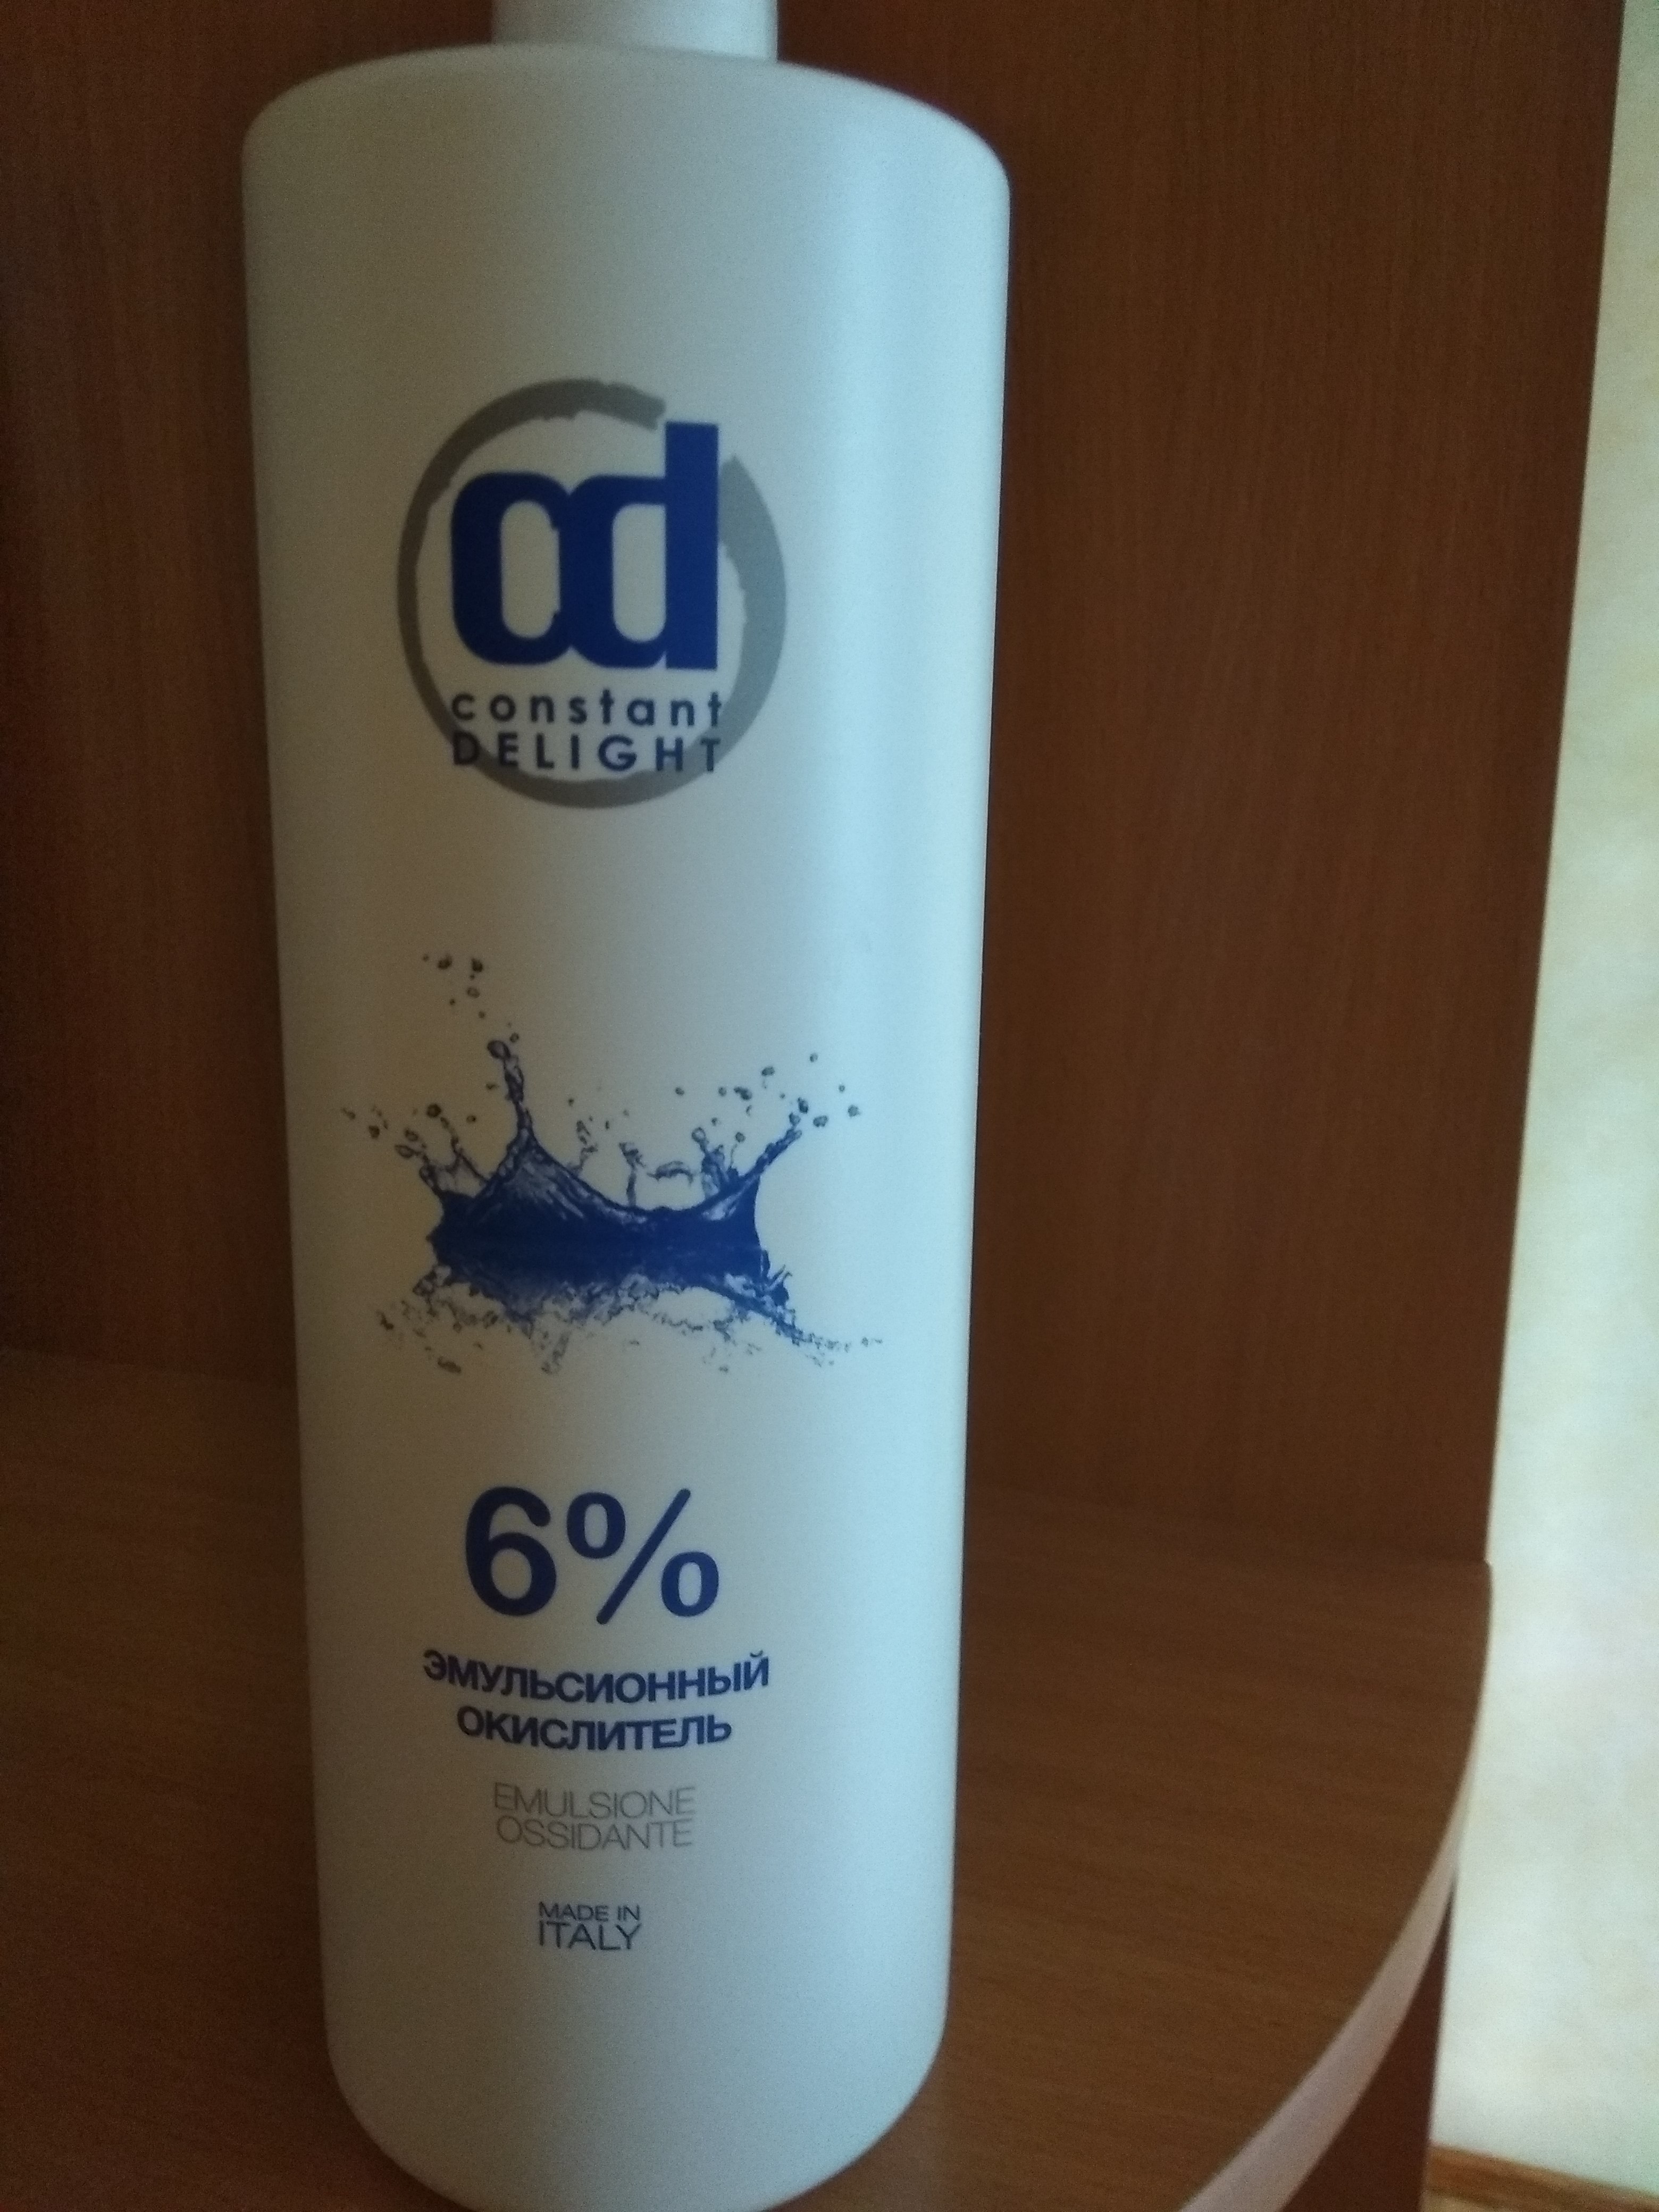 cd
constant
DELIGHT
6%
ЭМУЛЬСИОННЫЙ
ОКИСЛИТЕЛЬ
EMULSIONE
OSSIDANTE
MADE IN
ITALY